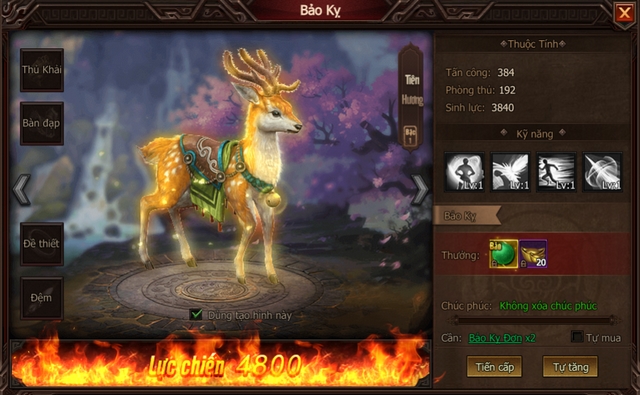 Bảo Kỵ
Thú Khải
Bàn đạp
Đề thiết
Đệm
Tiên
Hương
Bậc
1
Dùng tạo hình này
Lực chiến 4800
Thuộc Tính
Tấn công: 384
Phòng thủ: 192
Sinh lực: 3840
Kỹ năng
Lv:1 Lv:1 Lv:1 Lv:1
Bảo Kỵ
Thưởng: 20
Chúc phúc: Không xóa chúc phúc
Cần: Bảo Kỵ Đơn x2 Tự mua
Tiến cấp Tự tăng